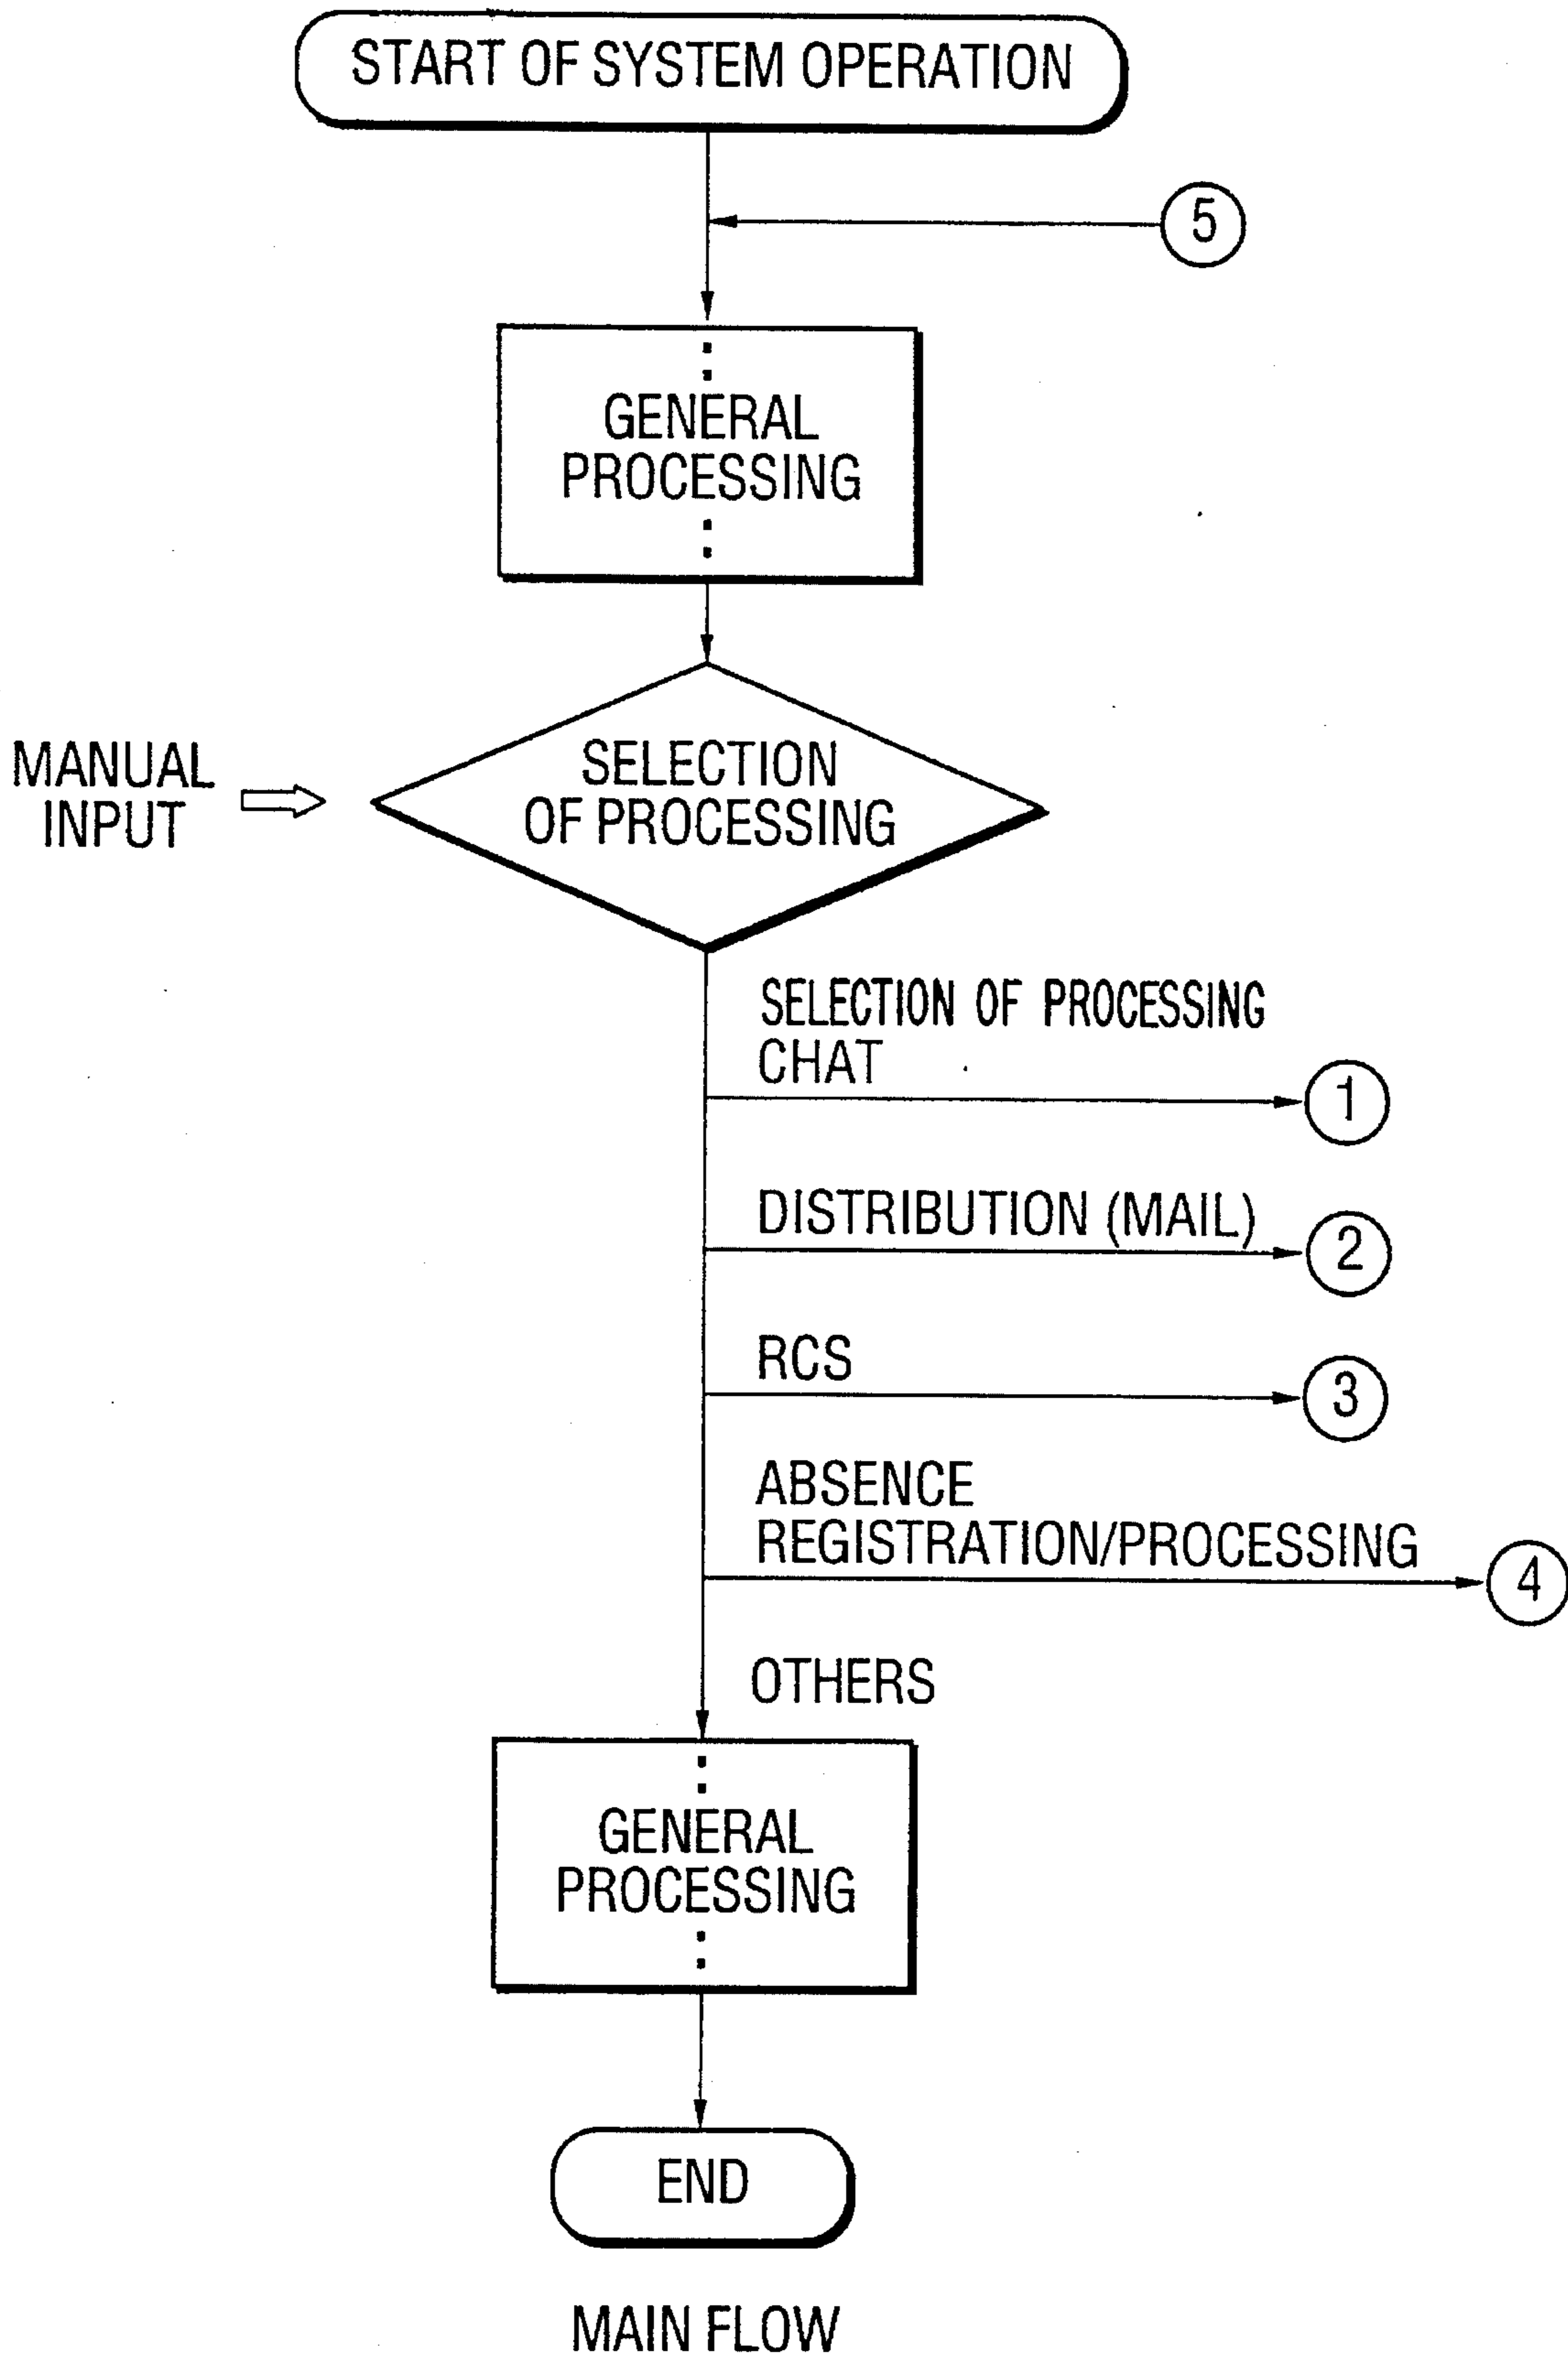 START OF SYSTEM OPERATION
5
GENERAL
PROCESSING
MANUAL
INPUT
SELECTION
OF PROCESSING
SELECTION OF PROCESSING
CHAT
1
DISTRIBUTION (MAIL)
2
RCS
3
ABSENCE
REGISTRATION/PROCESSING
4
OTHERS
GENERAL
PROCESSING
END
MAIN FLOW